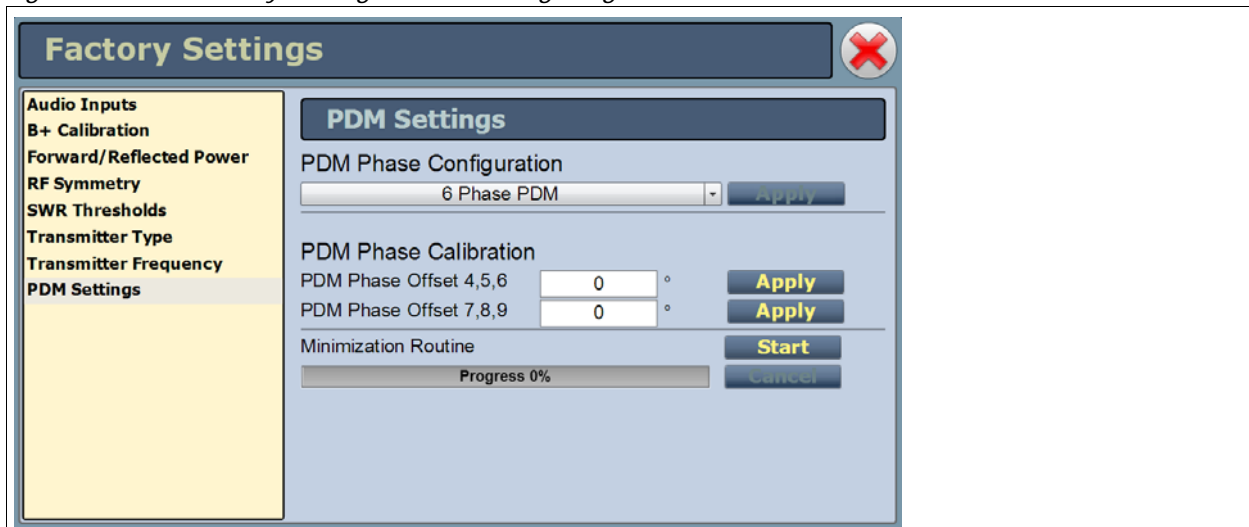 Factory Settings
Audio Inputs
B+ Calibration
Forward/Reflected Power
RF Symmetry
SWR Thresholds
Transmitter Type
Transmitter Frequency
PDM Settings
PDM Settings
PDM Phase Configuration
6 Phase PDM Apply
PDM Phase Calibration
PDM Phase Offset 4,5,6 0 ° Apply
PDM Phase Offset 7,8,9 0 ° Apply
Minimization Routine Start
Progress 0% Cancel